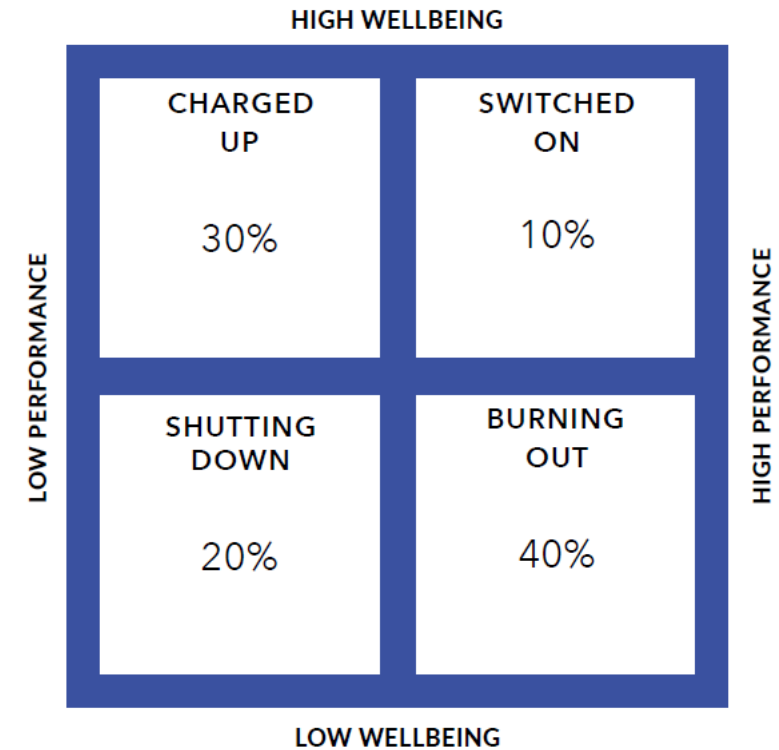 HIGH WELLBEING
CHARGED
UP
30%
SWITCHED
ON
10%
LOW PERFORMANCE
HIGH PERFORMANCE
SHUTTING
DOWN
20%
BURNING
OUT
40%
LOW WELLBEING